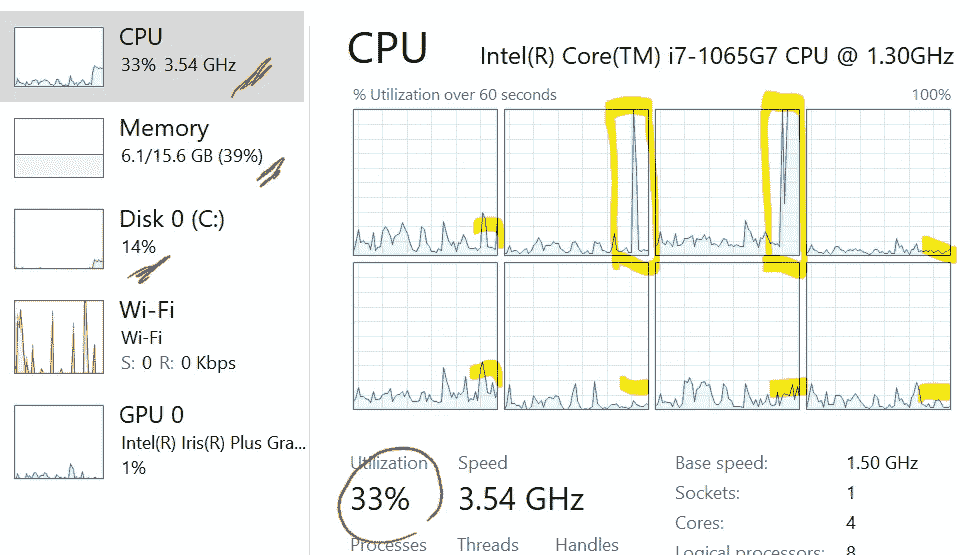 CPU
33% 3.54 GHz
Memory
6.1/15.6 GB (39%)
Disk 0 (C:)
14%
Wi-Fi
Wi-Fi
S: 0 R: 0 Kbps
GPU 0
Intel(R) Iris(R) Plus Gra...
1%
CPU
Intel(R) Core(TM) i7-1065G7 CPU @ 1.30GHz
% Utilization over 60 seconds
100%
Utilization
Speed
33%
3.54 GHz
Processes
Threads
Handles
Base speed:
1.50 GHz
Sockets:
1
Cores:
4
Logical processors:
8